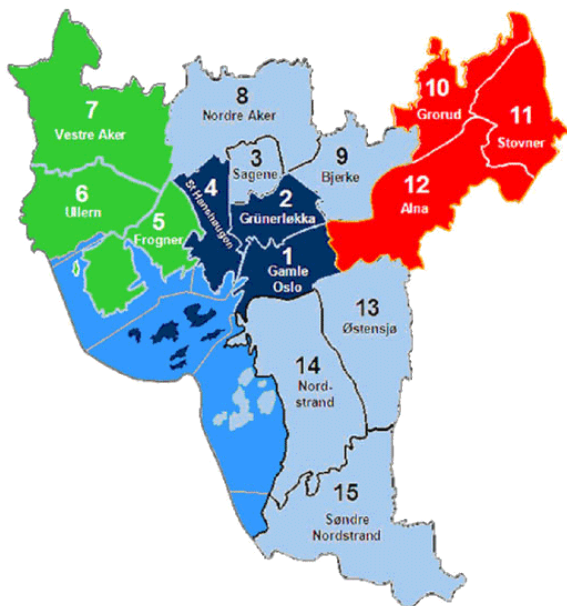 7
Vestre Aker
8
Nordre Aker
10
Grorud
11
Stovner
3
Sagene
9
Bjerke
6
Ullern
4
St Hanshaugen
2
Grünerløkka
12
Alna
5
Frogner
1
Gamle
Oslo
13
Østensjø
14
Nord-
strand
15
Søndre
Nordstrand